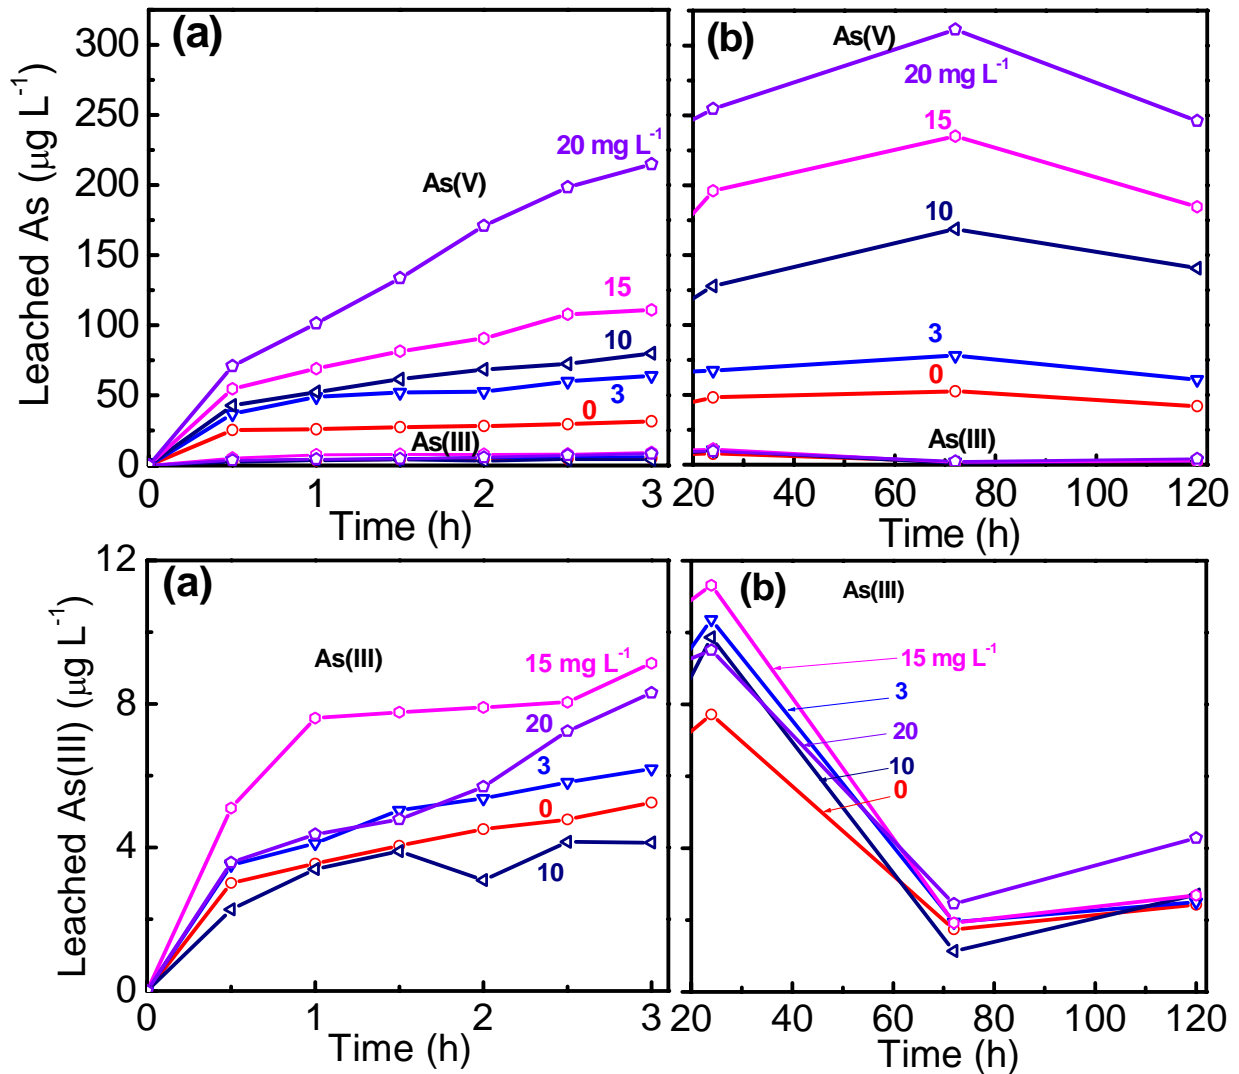 (a)
(b)
As(V)
20 mg L-1
15
10
3
0
As(III)
As(V)
20 mg L-1
15
10
3
0
As(III)
300
250
200
150
100
50
0
Leached As (µg L-1)
0 1 2 3
Time (h)
20 40 60 80 100 120
Time (h)
(a)
(b)
As(III)
15 mg L-1
20
3
0
10
As(III)
15 mg L-1
3
20
10
0
12
8
4
0
Leached As(III) (µg L-1)
0 1 2 3
Time (h)
20 40 60 80 100 120
Time (h)